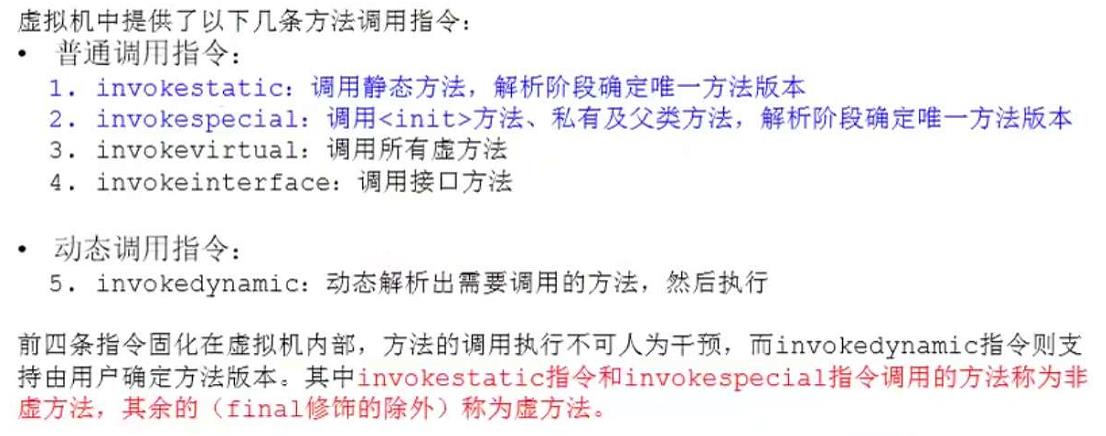 虚拟机中提供了以下几条方法调用指令：
• 普通调用指令：
1. invokestatic：调用静态方法，解析阶段确定唯一方法版本
2. invokespecial：调用<init>方法、私有及父类方法，解析阶段确定唯一方法版本
3. invokevirtual：调用所有虚方法
4. invokeinterface：调用接口方法
• 动态调用指令：
5. invokedynamic：动态解析出需要调用的方法，然后执行
前四条指令固化在虚拟机内部，方法的调用执行不可人为干预，而invokedynamic指令则支
持由用户确定方法版本。其中invokestatic指令和invokespecial指令调用的方法称为非
虚方法，其余的（final修饰的除外）称为虚方法。